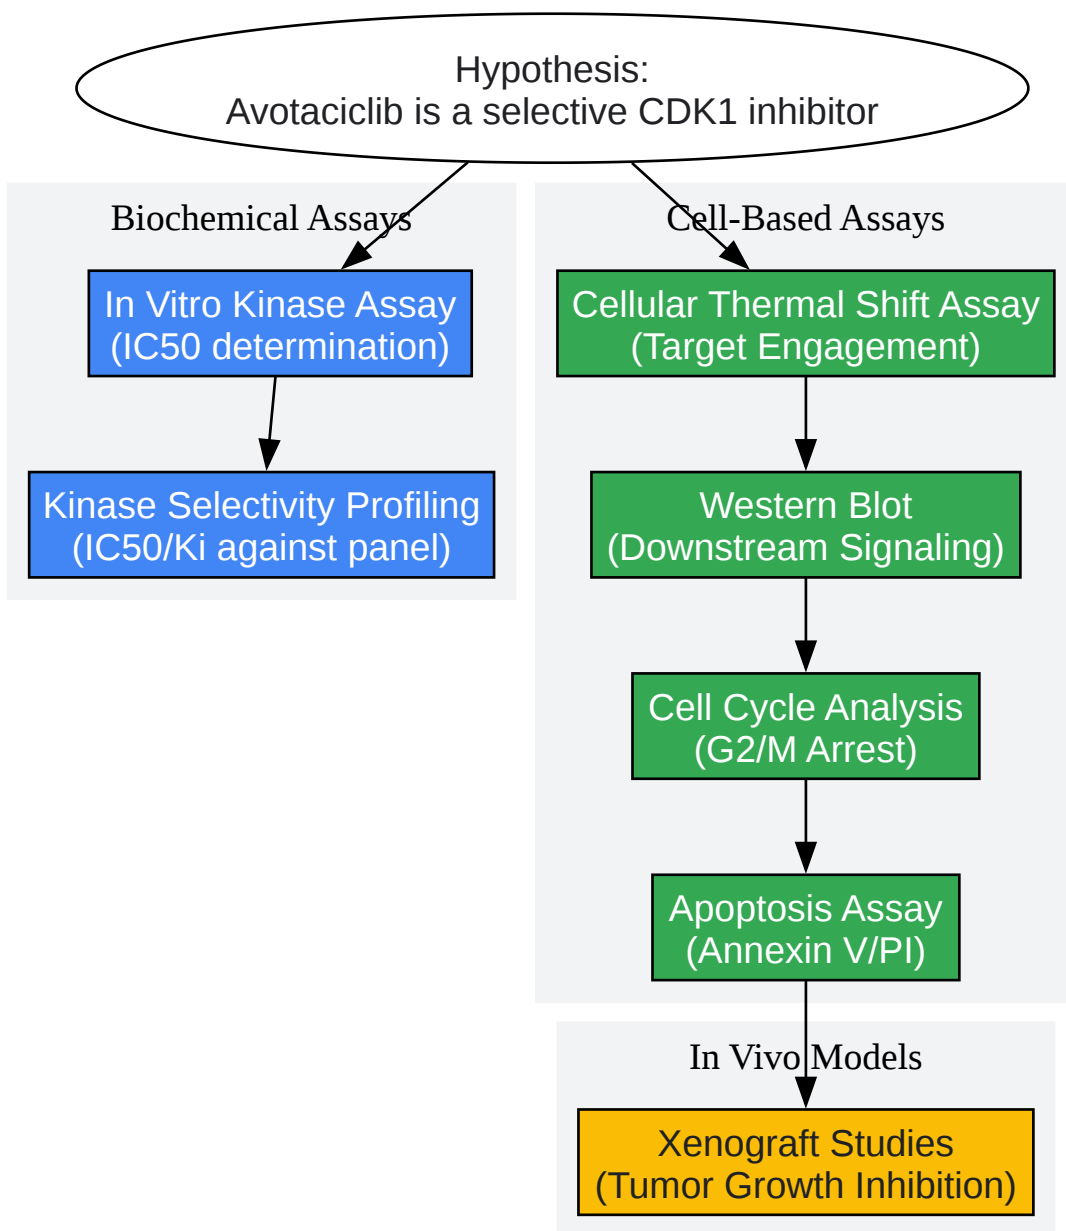 Hypothesis:
Avotaciclib is a selective CDK1 inhibitor
Biochemical Assays
In Vitro Kinase Assay
(IC50 determination)
Kinase Selectivity Profiling
(IC50/Ki against panel)
Cell-Based Assays
Cellular Thermal Shift Assay
(Target Engagement)
Western Blot
(Downstream Signaling)
Cell Cycle Analysis
(G2/M Arrest)
Apoptosis Assay
(Annexin V/PI)
In Vivo Models
Xenograft Studies
(Tumor Growth Inhibition)